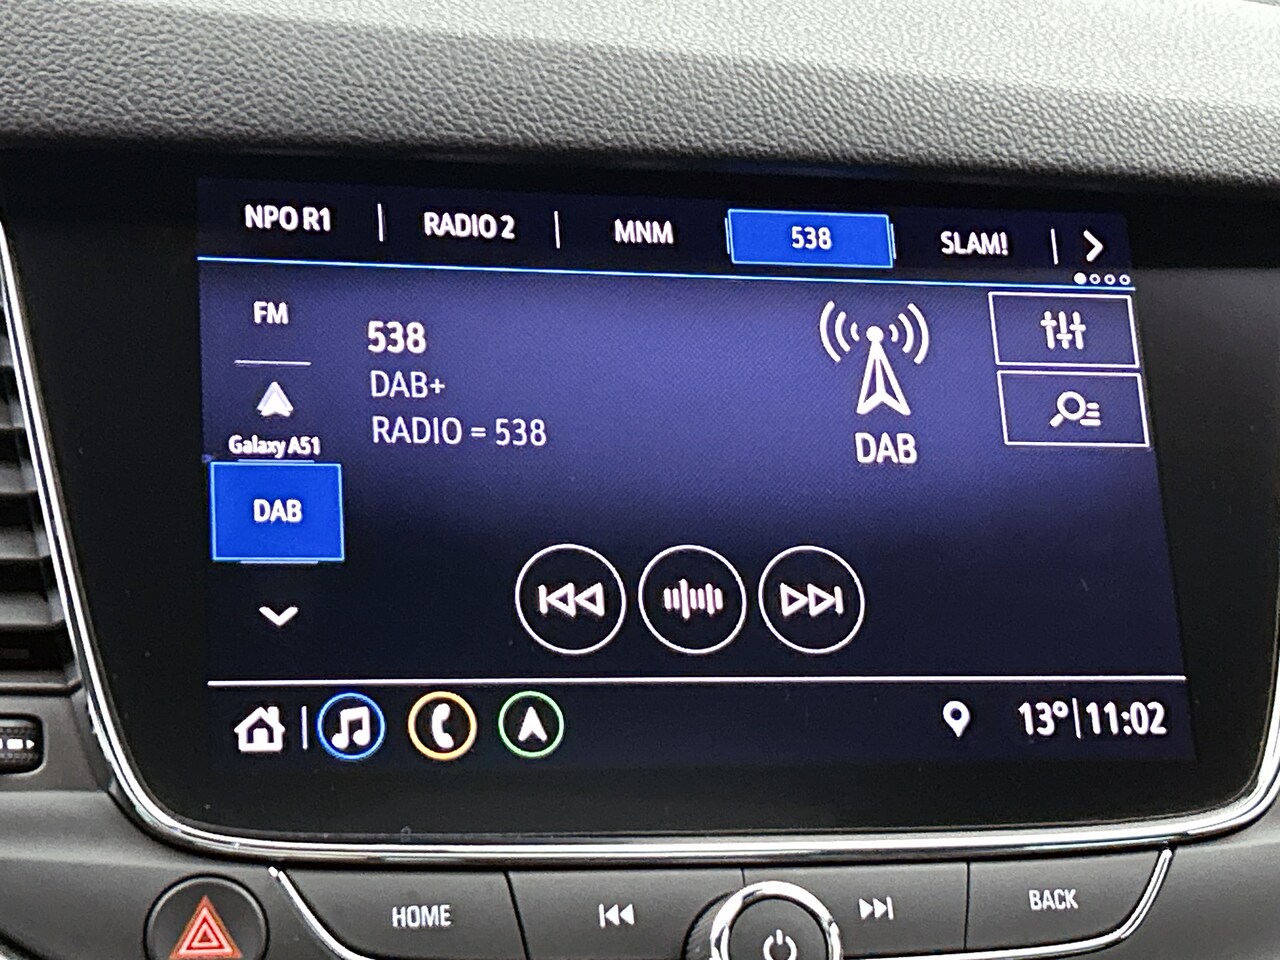 NPO R1 | RADIO 2 | MNM 538 SLAM! |
FM
538
DAB+
RADIO = 538
Galaxy A51
DAB
DAB
13°|11:02
HOME
BACK